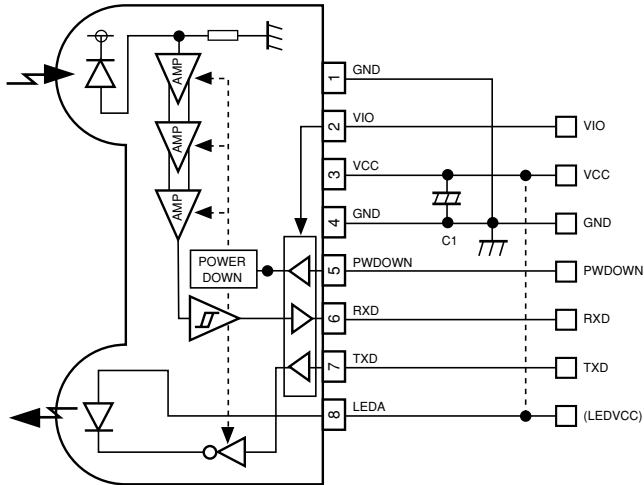 AMP
AMP
AMP
POWER
DOWN
1 GND
2 VIO VIO
3 VCC VCC
4 GND GND
C1
5 PWDOWN PWDOWN
6 RXD RXD
7 TXD TXD
8 LEDA (LEDVCC)